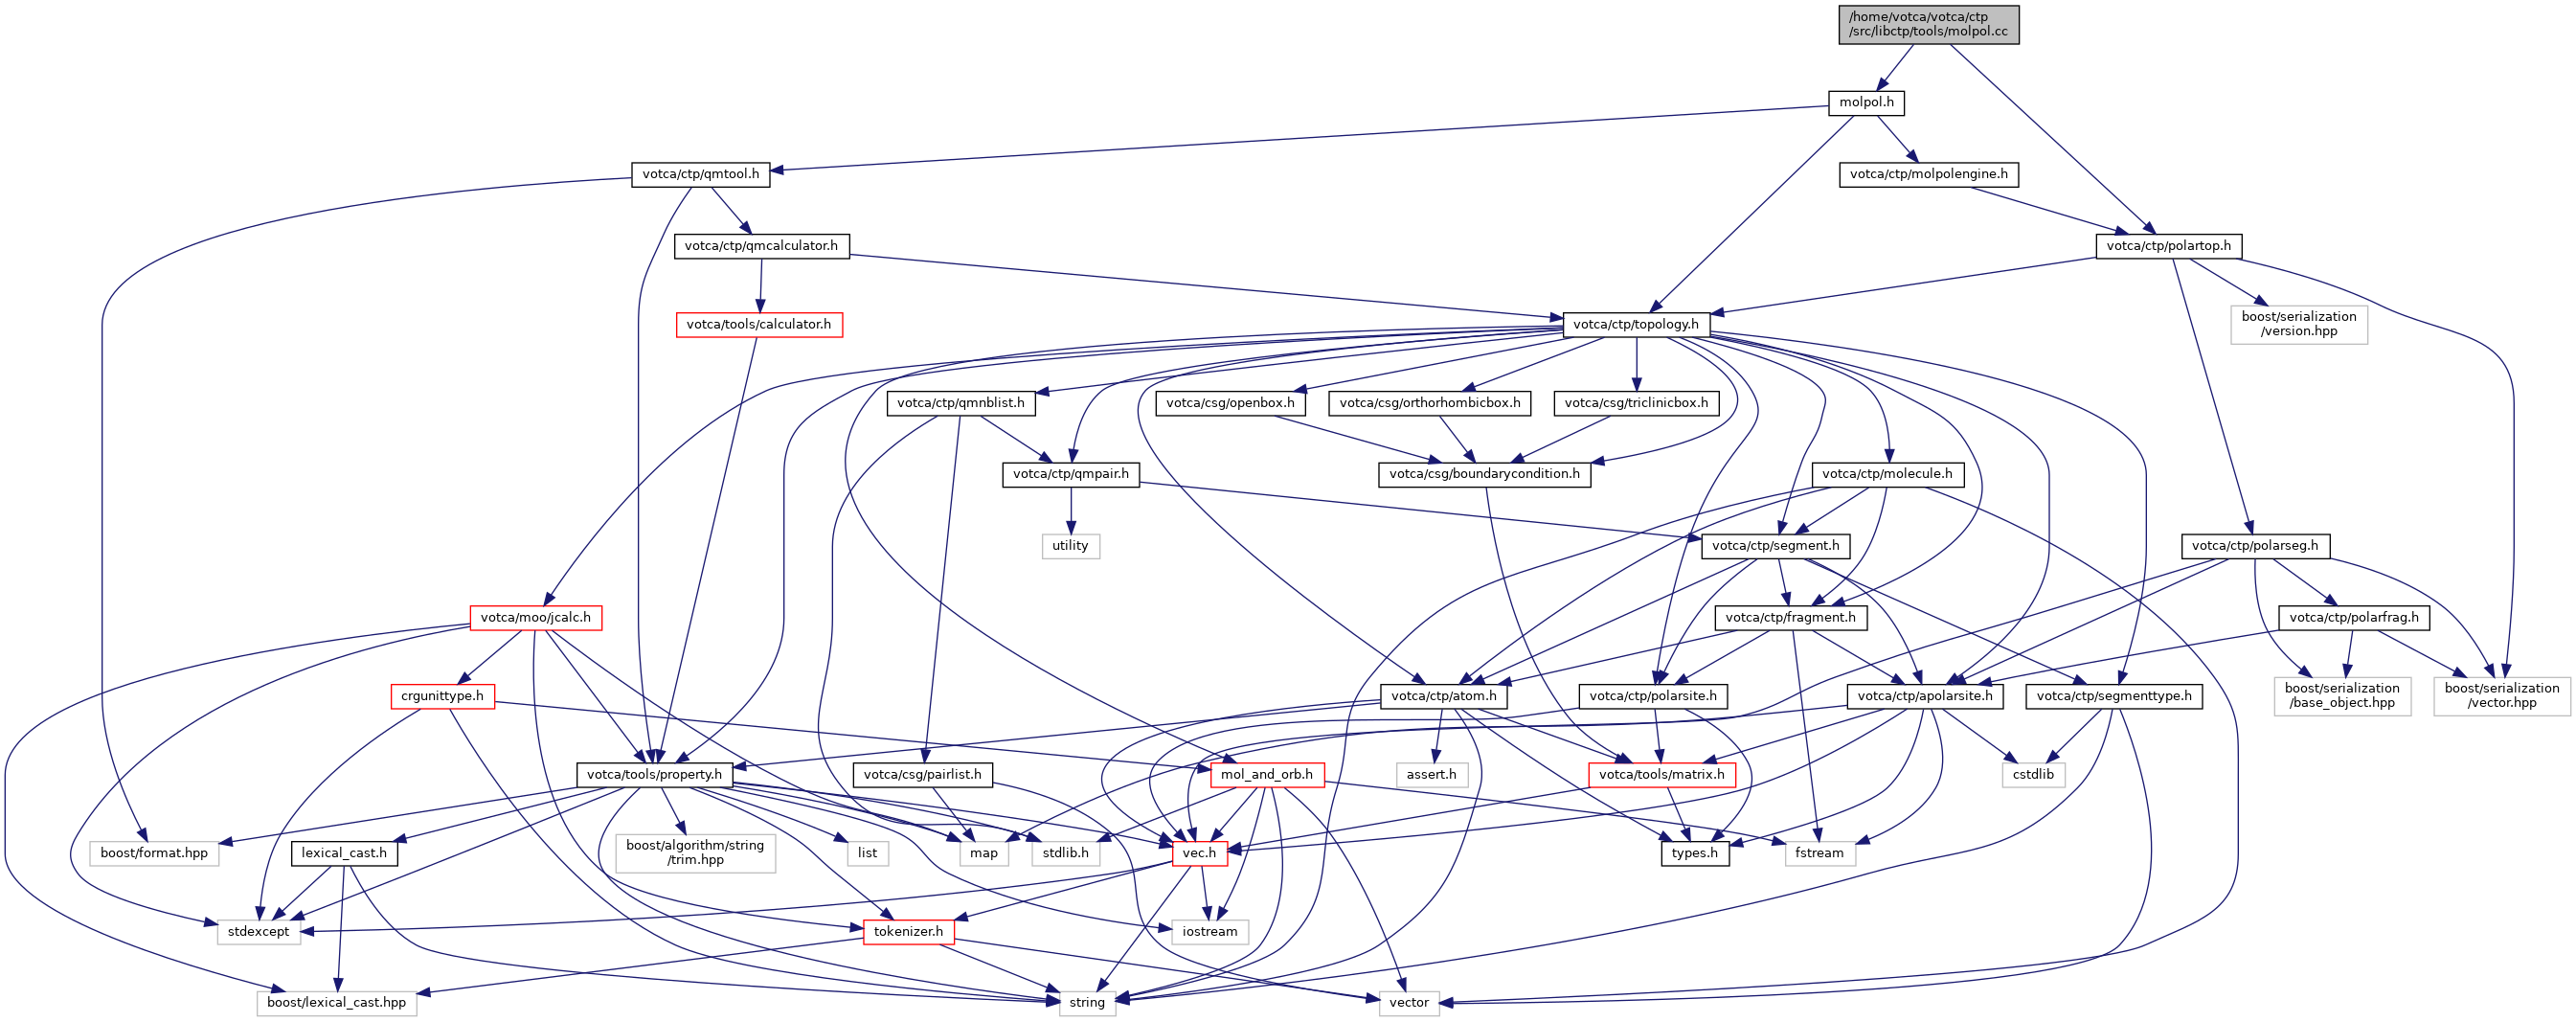 /home/votca/votca/ctp
/src/libctp/tools/molpol.cc
molpol.h
votca/ctp/qmtool.h
votca/ctp/molpolengine.h
votca/ctp/qmcalculator.h
votca/ctp/polartop.h
votca/tools/calculator.h
votca/ctp/topology.h
boost/serialization
/version.hpp
votca/ctp/qmnblist.h
votca/csg/openbox.h
votca/csg/orthorhombicbox.h
votca/csg/triclinicbox.h
votca/ctp/qmpair.h
votca/csg/boundarycondition.h
votca/ctp/molecule.h
utility
votca/ctp/segment.h
votca/ctp/polarseg.h
votca/moo/jcalc.h
votca/ctp/fragment.h
votca/ctp/polarfrag.h
crgunittype.h
votca/ctp/atom.h
votca/ctp/polarsite.h
votca/ctp/apolarsite.h
votca/ctp/segmenttype.h
boost/serialization
/base_object.hpp
boost/serialization
/vector.hpp
votca/tools/property.h
votca/csg/pairlist.h
mol_and_orb.h
assert.h
votca/tools/matrix.h
cstdlib
boost/format.hpp
lexical_cast.h
boost/algorithm/string
/trim.hpp
list
map
stdlib.h
vec.h
types.h
fstream
stdexcept
tokenizer.h
iostream
boost/lexical_cast.hpp
string
vector